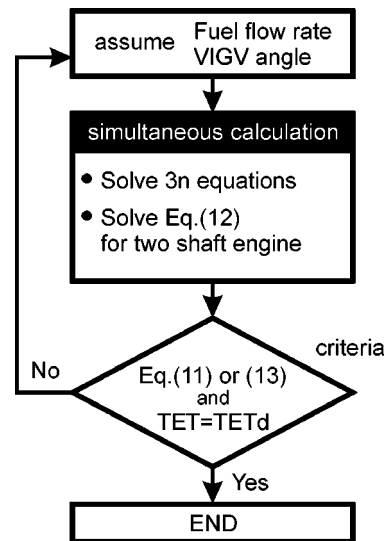 assume Fuel flow rate
VIGV angle
simultaneous calculation
• Solve 3n equations
• Solve Eq.(12)
for two shaft engine
criteria
No
Eq.(11) or (13)
and
TET=TETd
Yes
END